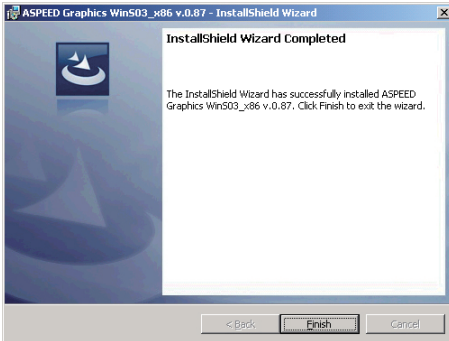 ASPEED Graphics WinS03_x86 v.0.87 - InstallShield Wizard
InstallShield Wizard Completed
The InstallShield Wizard has successfully installed ASPEED
Graphics WinS03_x86 v.0.87. Click Finish to exit the wizard.
< Back
Finish
Cancel